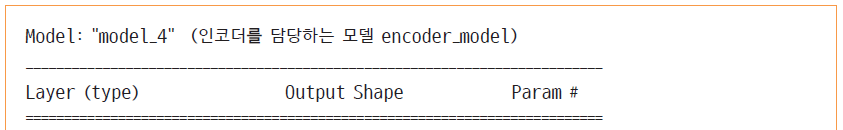 Model: "model_4" (인코더를 담당하는 모델 encoder_model)
_________________________________________________________________
Layer (type) Output Shape Param #
=================================================================